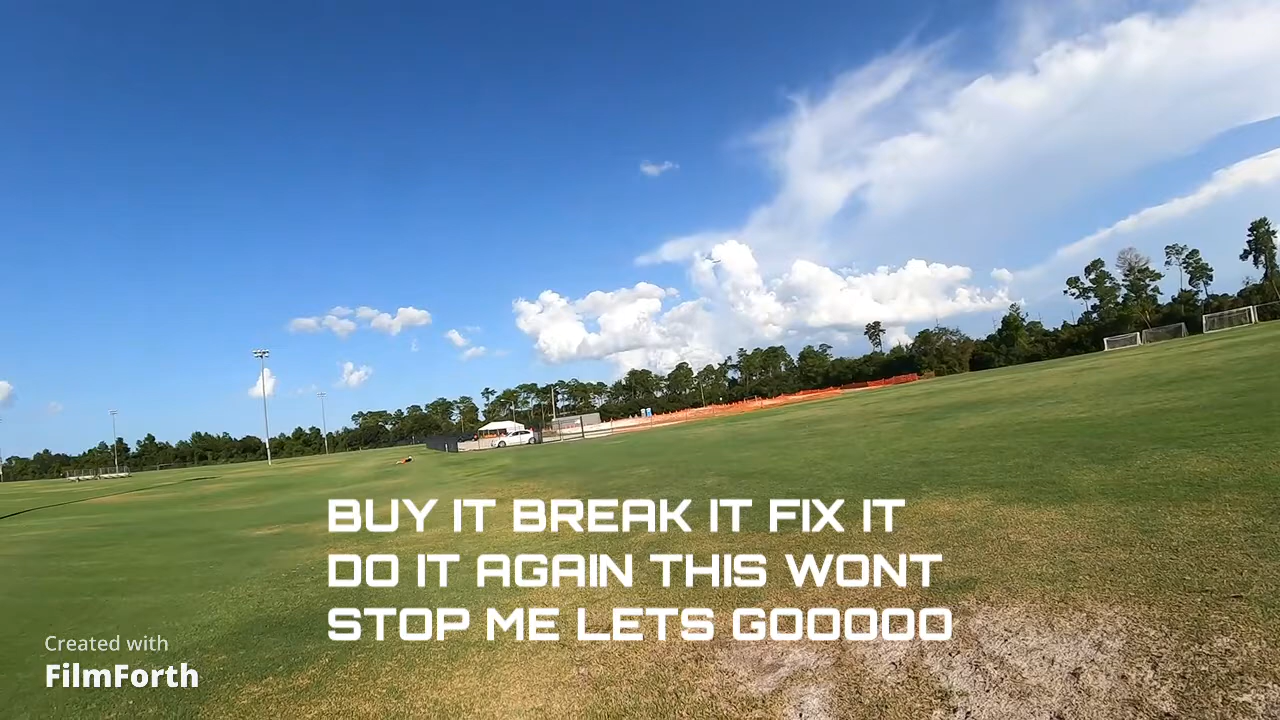 BUY IT BREAK IT FIX IT
DO IT AGAIN THIS WONT
STOP ME LETS GOOOOO
Created with
FilmForth